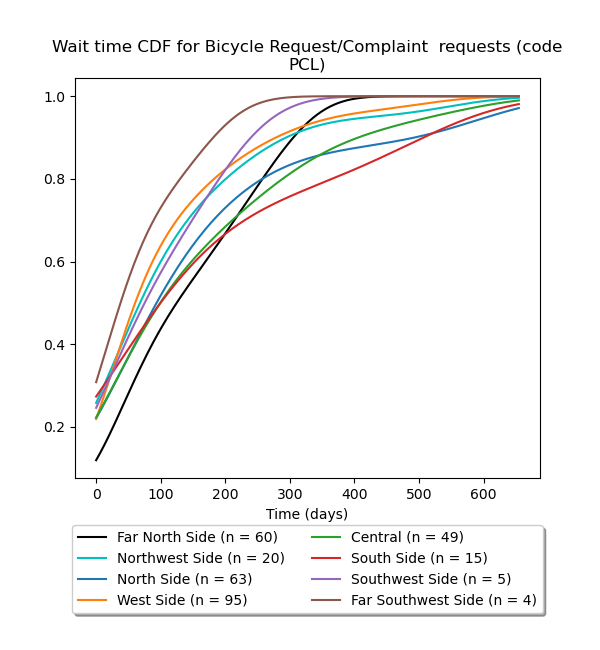 Wait time CDF for Bicycle Request/Complaint  requests (code
PCL)
1.0
0.8
0.6
0.4
0.2
0 100 200 300 400 500 600
Time (days)
Far North Side (n = 60)
Northwest Side (n = 20)
North Side (n = 63)
West Side (n = 95)
Central (n = 49)
South Side (n = 15)
Southwest Side (n = 5)
Far Southwest Side (n = 4)